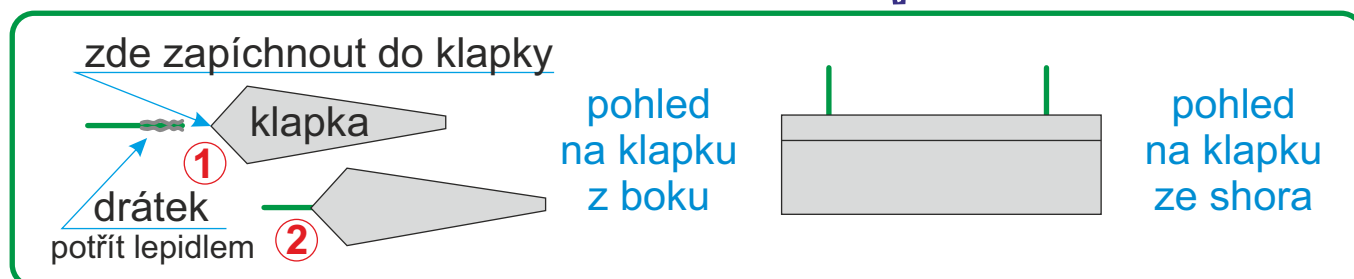 zde zapíchnout do klapky
klapka
1
drátek
potřít lepidlem
2
pohled
na klapku
z boku
pohled
na klapku
ze shora